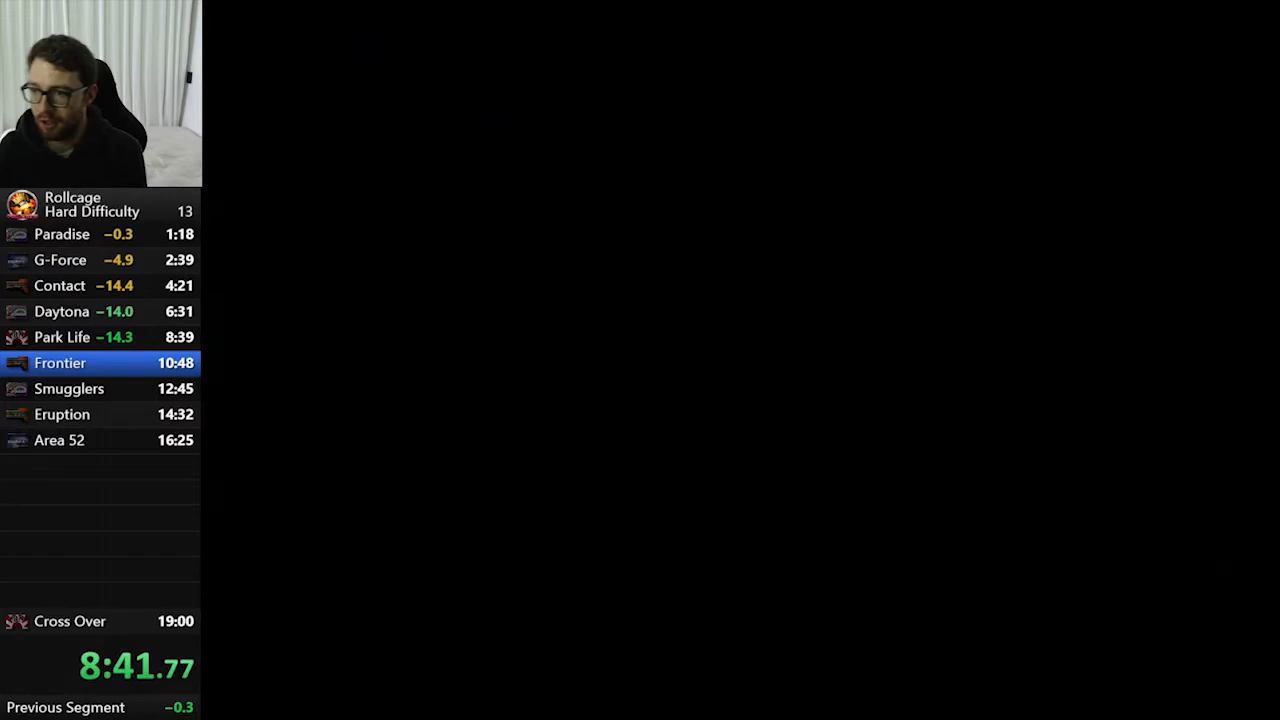 Rollcage
Hard Difficulty 13
Paradise −0.3 1:18
G-Force −4.9 2:39
Contact −14.4 4:21
Daytona −14.0 6:31
Park Life −14.3 8:39
Frontier 10:48
Smugglers 12:45
Eruption 14:32
Area 52 16:25
Cross Over 19:00
8:41.77
Previous Segment −0.3